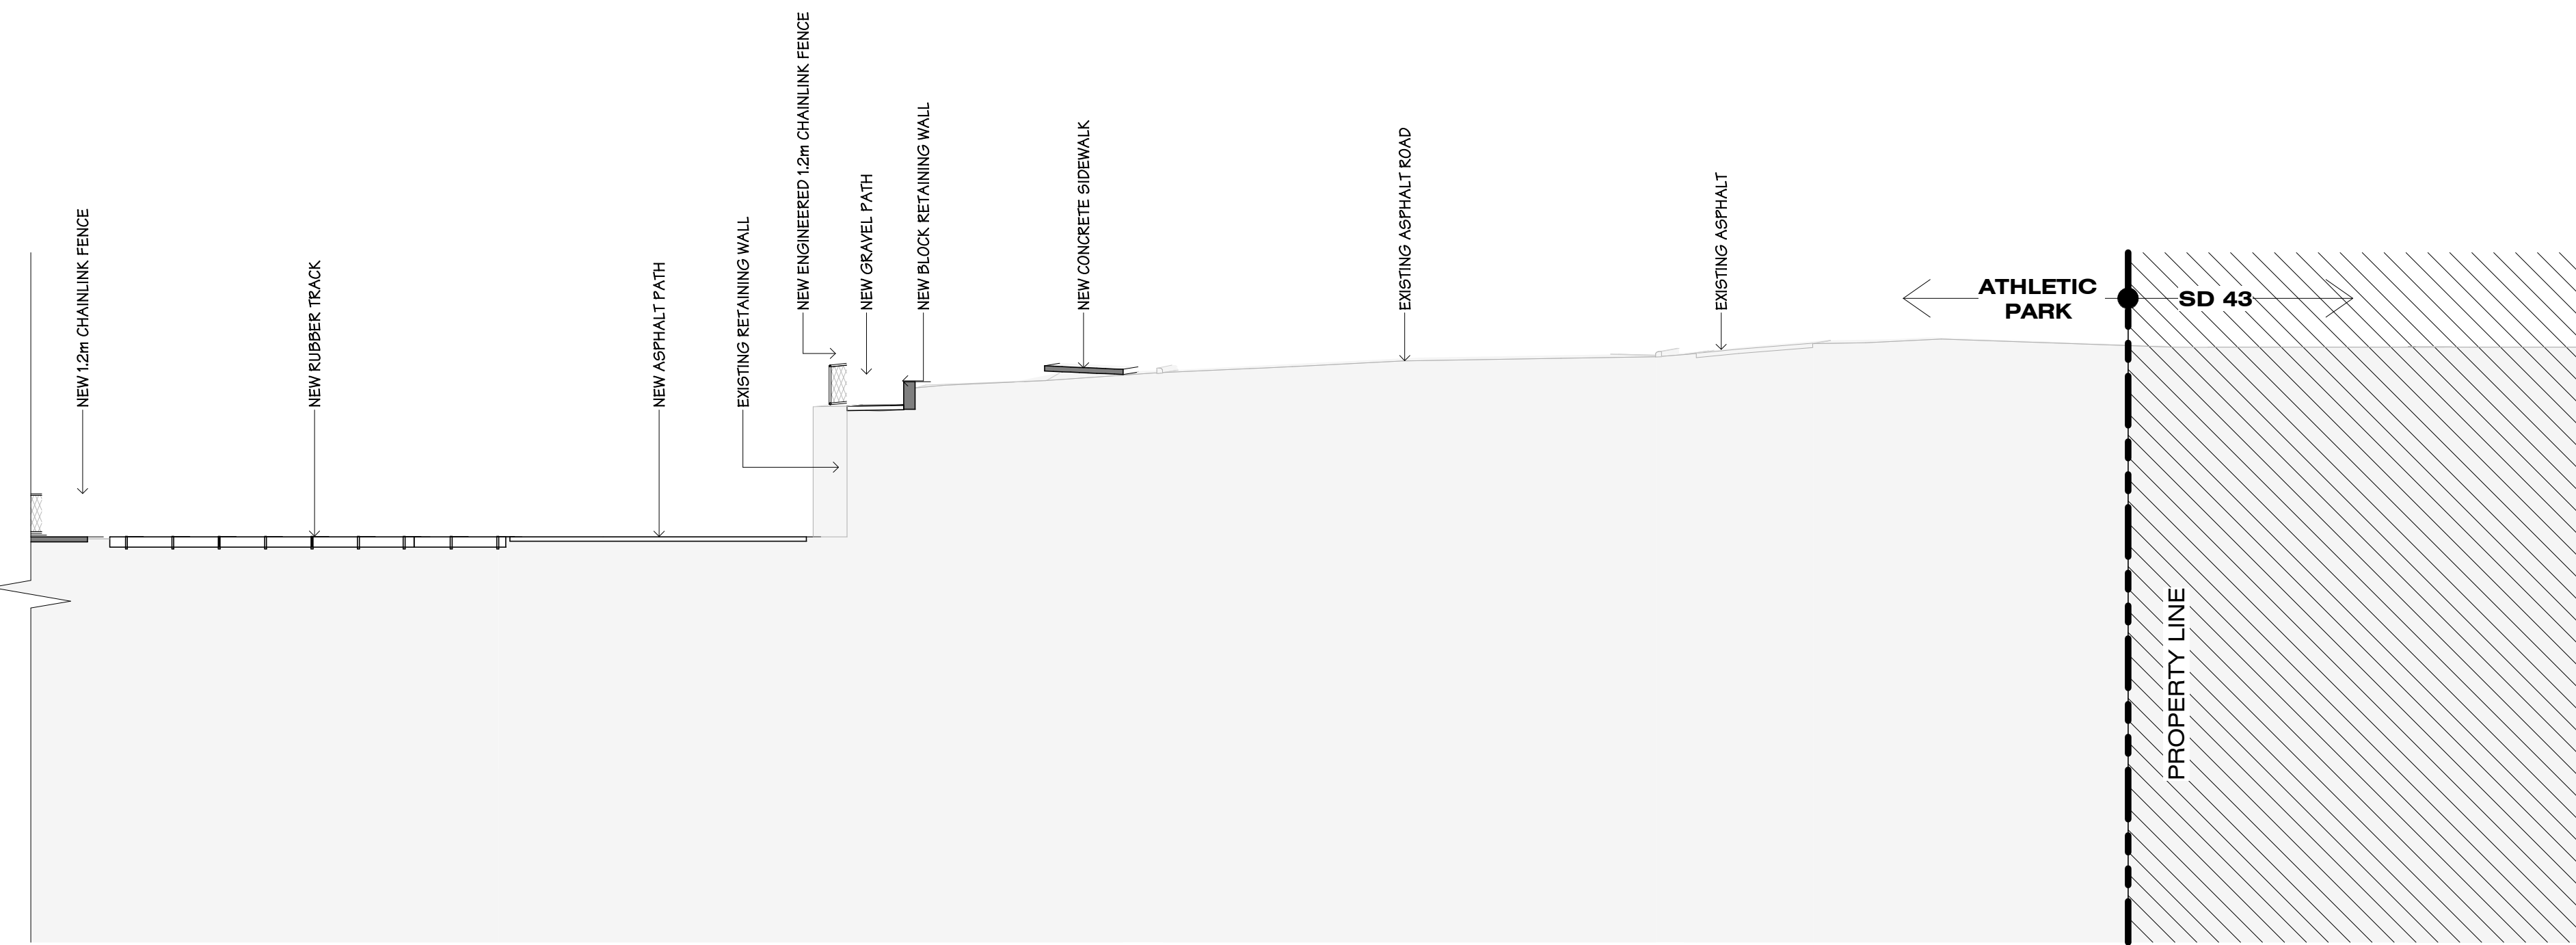 NEW 1.2m CHAINLINK FENCE
NEW RUBBER TRACK
NEW ASPHALT PATH
EXISTING RETAINING WALL
NEW ENGINEERED 1.2m CHAINLINK FENCE
NEW GRAVEL PATH
NEW BLOCK RETAINING WALL
NEW CONCRETE SIDEWALK
EXISTING ASPHALT ROAD
EXISTING ASPHALT
ATHLETIC
PARK
SD 43
PROPERTY LINE